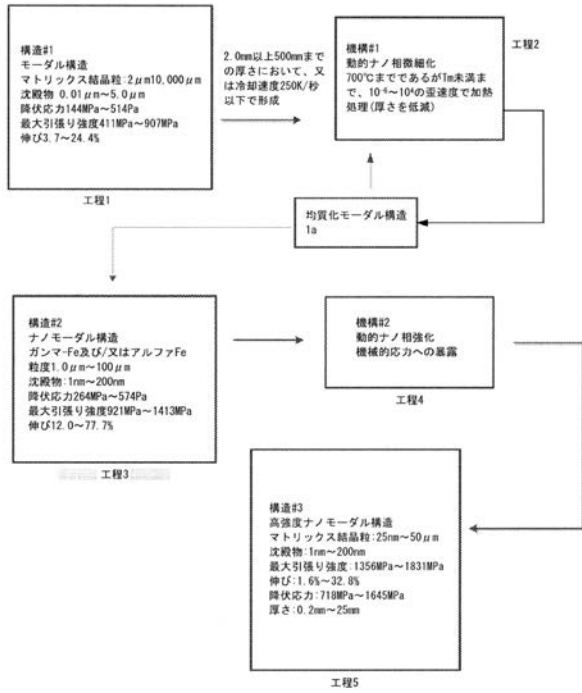 構造#1
モーダル構造
マトリックス結晶粒:2μm10,000μm
沈殿物 0.01μm～5.0μm
降伏応力144MPa～514Pa
最大引張り強度411MPa～907MPa
伸び3.7～24.4%
工程1
2.0mm以上500mmまで
の厚さにおいて、又
は冷却速度250K/秒
以下で形成
機構#1
動的ナノ相微細化
700℃までであるがTm未満ま
で、10⁻⁶～10⁴の歪速度で加熱
処理(厚さを低減)
工程2
均質化モーダル構造
1a
構造#2
ナノモーダル構造
ガンマ-Fe及び/又はアルファFe
粒度1.0μm～100μm
沈殿物:1nm～200nm
降伏応力264MPa～574Pa
最大引張り強度921MPa～1413MPa
伸び12.0～77.7%
工程3
機構#2
動的ナノ相強化
機械的応力への暴露
工程4
構造#3
高強度ナノモーダル構造
マトリックス結晶粒:25nm～50μm
沈殿物:1nm～200nm
最大引張り強度:1356MPa～1831MPa
伸び:1.6%～32.8%
降伏応力:718MPa～1645MPa
厚さ:0.2mm～25mm
工程5